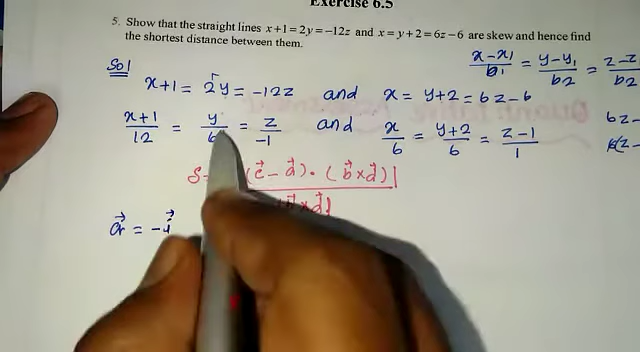 Exercise 6.5
5. Show that the straight lines x+1=2y=−12z and x=y+2=6z−6 are skew and hence find
the shortest distance between them.
Sol
x-x1/b1 = y-y1/b2 = z-z
x+1 = 2y = -12z and x = y+2 = 6z-6
x+1/12 = y/6 = z/-1 and x/6 = y+2/6 = z-1/1
6z-
(c⃗ - a⃗) · (b⃗ × d⃗)|
a⃗ = -i⃗